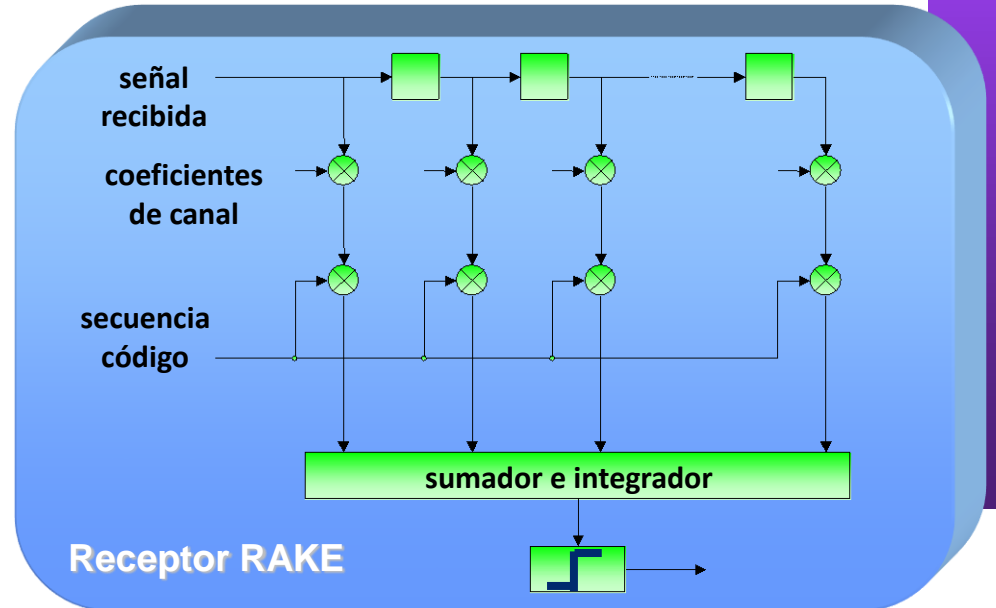 señal
recibida
coeficientes
de canal
secuencia
código
sumador e integrador
Receptor RAKE